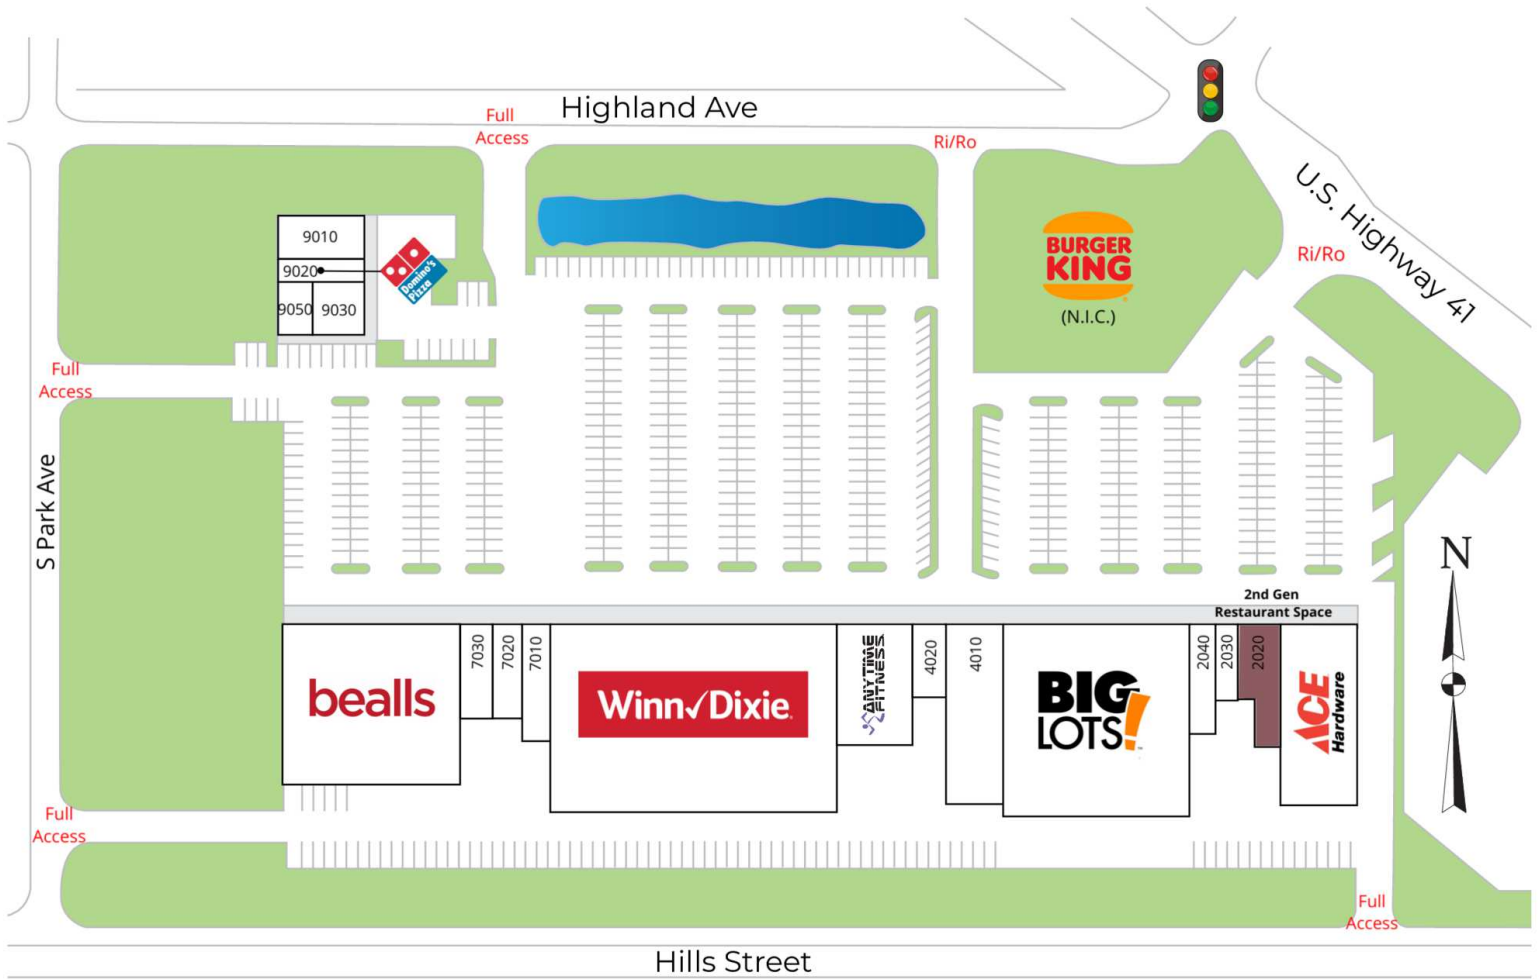 Highland Ave
Full
Access
Ri/Ro
U.S. Highway 41
Ri/Ro
9010
9020
9050
9030
Domino's
Pizza
BURGER
KING
(N.I.C.)
Full
Access
S Park Ave
N
2nd Gen
Restaurant Space
bealls
7030
7020
7010
Winn Dixie
ANYTIME
FITNESS
4020
4010
BIG
LOTS!
2040
2030
2020
ACE
Hardware
Full
Access
Full
Access
Hills Street